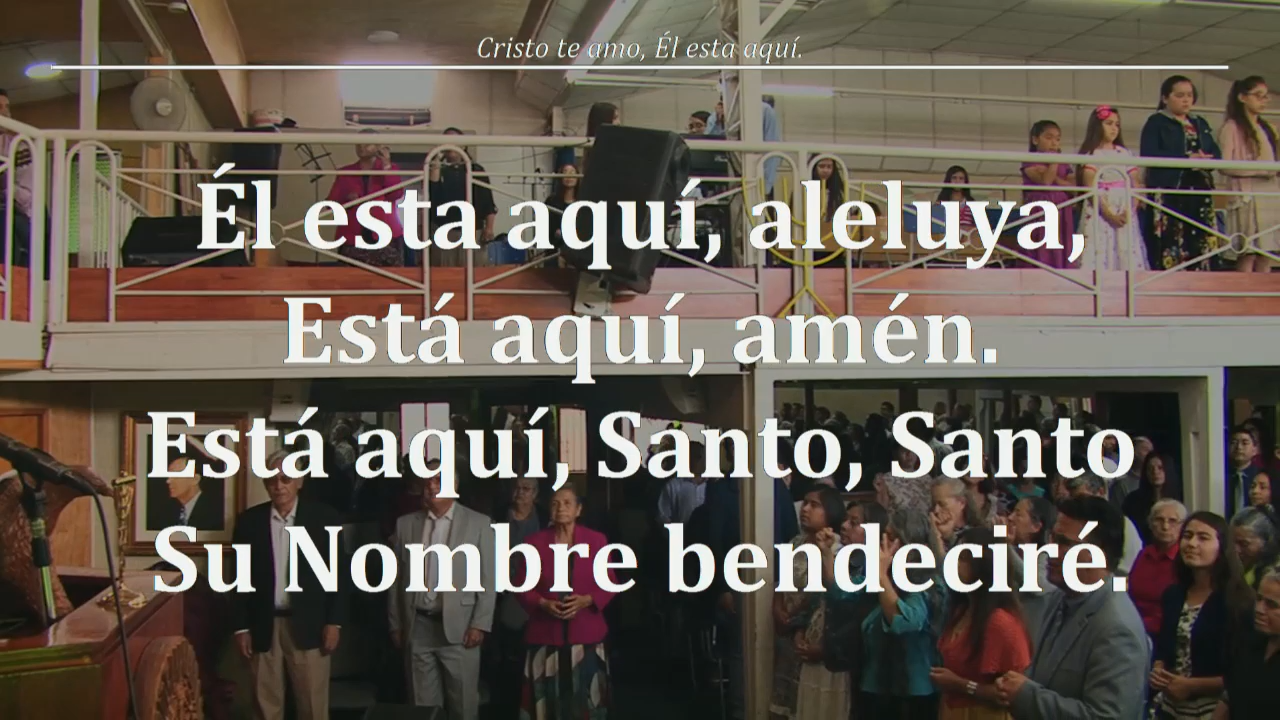 Cristo te amo, Él esta aquí.
Él esta aquí, aleluya,
Está aquí, amén.
Está aquí, Santo, Santo
Su Nombre bendeciré.